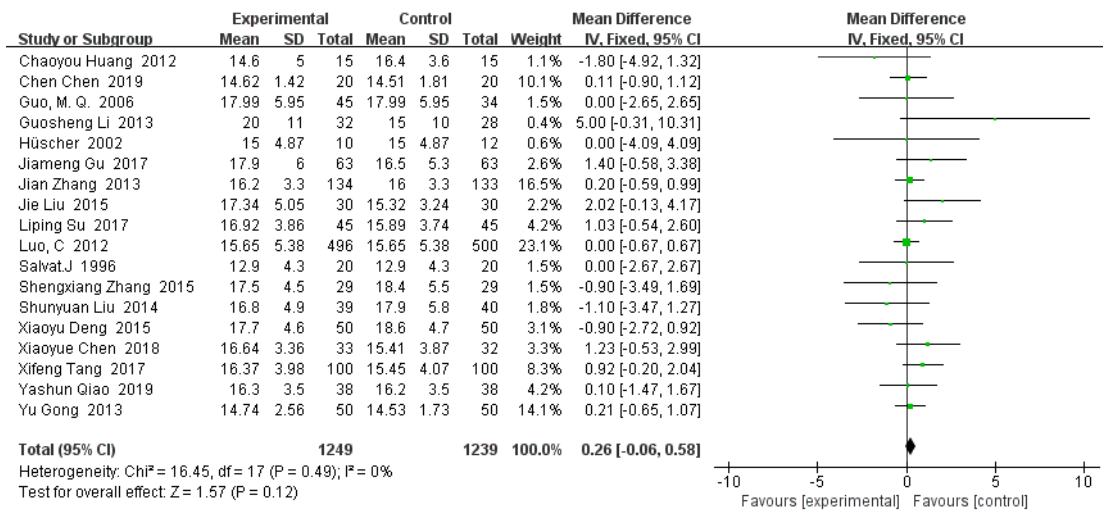 Experimental Control Mean Difference Mean Difference
Study or Subgroup Mean SD Total Mean SD Total Weight IV, Fixed, 95% CI IV, Fixed, 95% CI
Chaoyou Huang 2012 14.6 5 15 16.4 3.6 15 1.1% -1.80 [-4.92, 1.32]
Chen Chen 2019 14.62 1.42 20 14.51 1.81 20 10.1% 0.11 [-0.90, 1.12]
Guo, M. Q. 2006 17.99 5.95 45 17.99 5.95 34 1.5% 0.00 [-2.65, 2.65]
Guosheng Li 2013 20 11 32 15 10 28 0.4% 5.00 [-0.31, 10.31]
Hüscher 2002 15 4.87 10 15 4.87 12 0.6% 0.00 [-4.09, 4.09]
Jiameng Gu 2017 17.9 6 63 16.5 5.3 63 2.6% 1.40 [-0.58, 3.38]
Jian Zhang 2013 16.2 3.3 134 16 3.3 133 16.5% 0.20 [-0.59, 0.99]
Jie Liu 2015 17.34 5.05 30 15.32 3.24 30 2.2% 2.02 [-0.13, 4.17]
Liping Su 2017 16.92 3.86 45 15.89 3.74 45 4.1% 1.03 [-0.54, 2.60]
Luo, C 2012 15.65 5.38 496 15.65 5.38 500 23.1% 0.00 [-0.67, 0.67]
Salvat.J 1996 12.9 4.3 20 12.9 4.3 20 1.5% 0.00 [-2.67, 2.67]
Shengxiang Zhang 2015 17.5 4.5 29 18.4 5.5 29 1.5% -0.90 [-3.49, 1.69]
Shunyuan Liu 2014 16.8 4.9 39 17.9 5.8 40 1.8% -1.10 [-3.47, 1.27]
Xiaoyu Deng 2015 17.7 4.6 50 18.6 4.7 50 3.1% -0.90 [-2.72, 0.92]
Xiaoyue Chen 2018 16.64 3.36 33 15.41 3.87 32 3.3% 1.23 [-0.53, 2.99]
Xifeng Tang 2017 16.37 3.98 100 15.45 4.07 100 8.3% 0.92 [-0.20, 2.04]
Yashun Qiao 2019 16.3 3.5 38 16.2 3.5 38 4.2% 0.10 [-1.47, 1.67]
Yu Gong 2013 14.74 2.56 50 14.53 1.73 50 14.1% 0.21 [-0.65, 1.07]
Total (95% CI) 1249 1239 100.0% 0.26 [-0.06, 0.58]
Heterogeneity: Chi² = 16.45, df = 17 (P = 0.49); I² = 0%
Test for overall effect: Z = 1.57 (P = 0.12)
-10 -5 0 5 10
Favours [experimental] Favours [control]